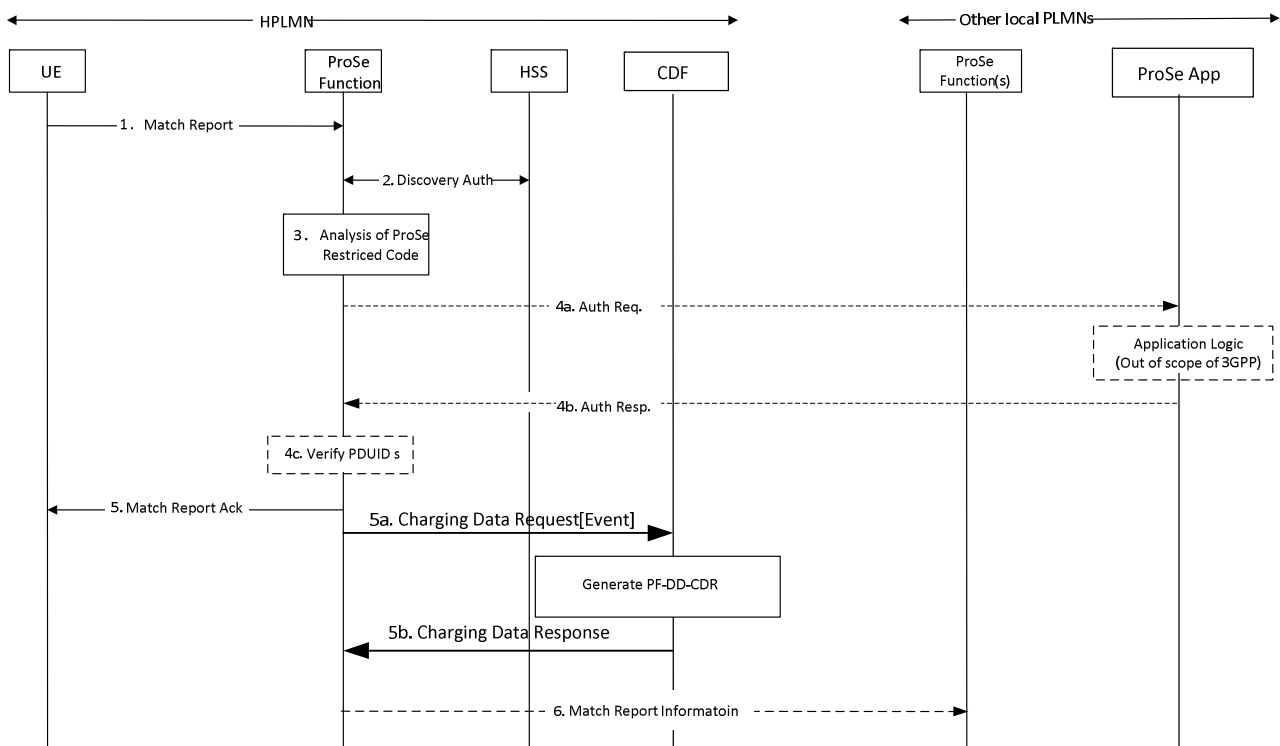 HPLMN
Other local PLMNs
UE
ProSe
Function
HSS
CDF
ProSe
Function(s)
ProSe App
1. Match Report
2. Discovery Auth
3. Analysis of ProSe
Restriced Code
4a. Auth Req.
Application Logic
(Out of scope of 3GPP)
4b. Auth Resp.
4c. Verify PDUID s
5. Match Report Ack
5a. Charging Data Request[Event]
Generate PF-DD-CDR
5b. Charging Data Response
6. Match Report Informatoin